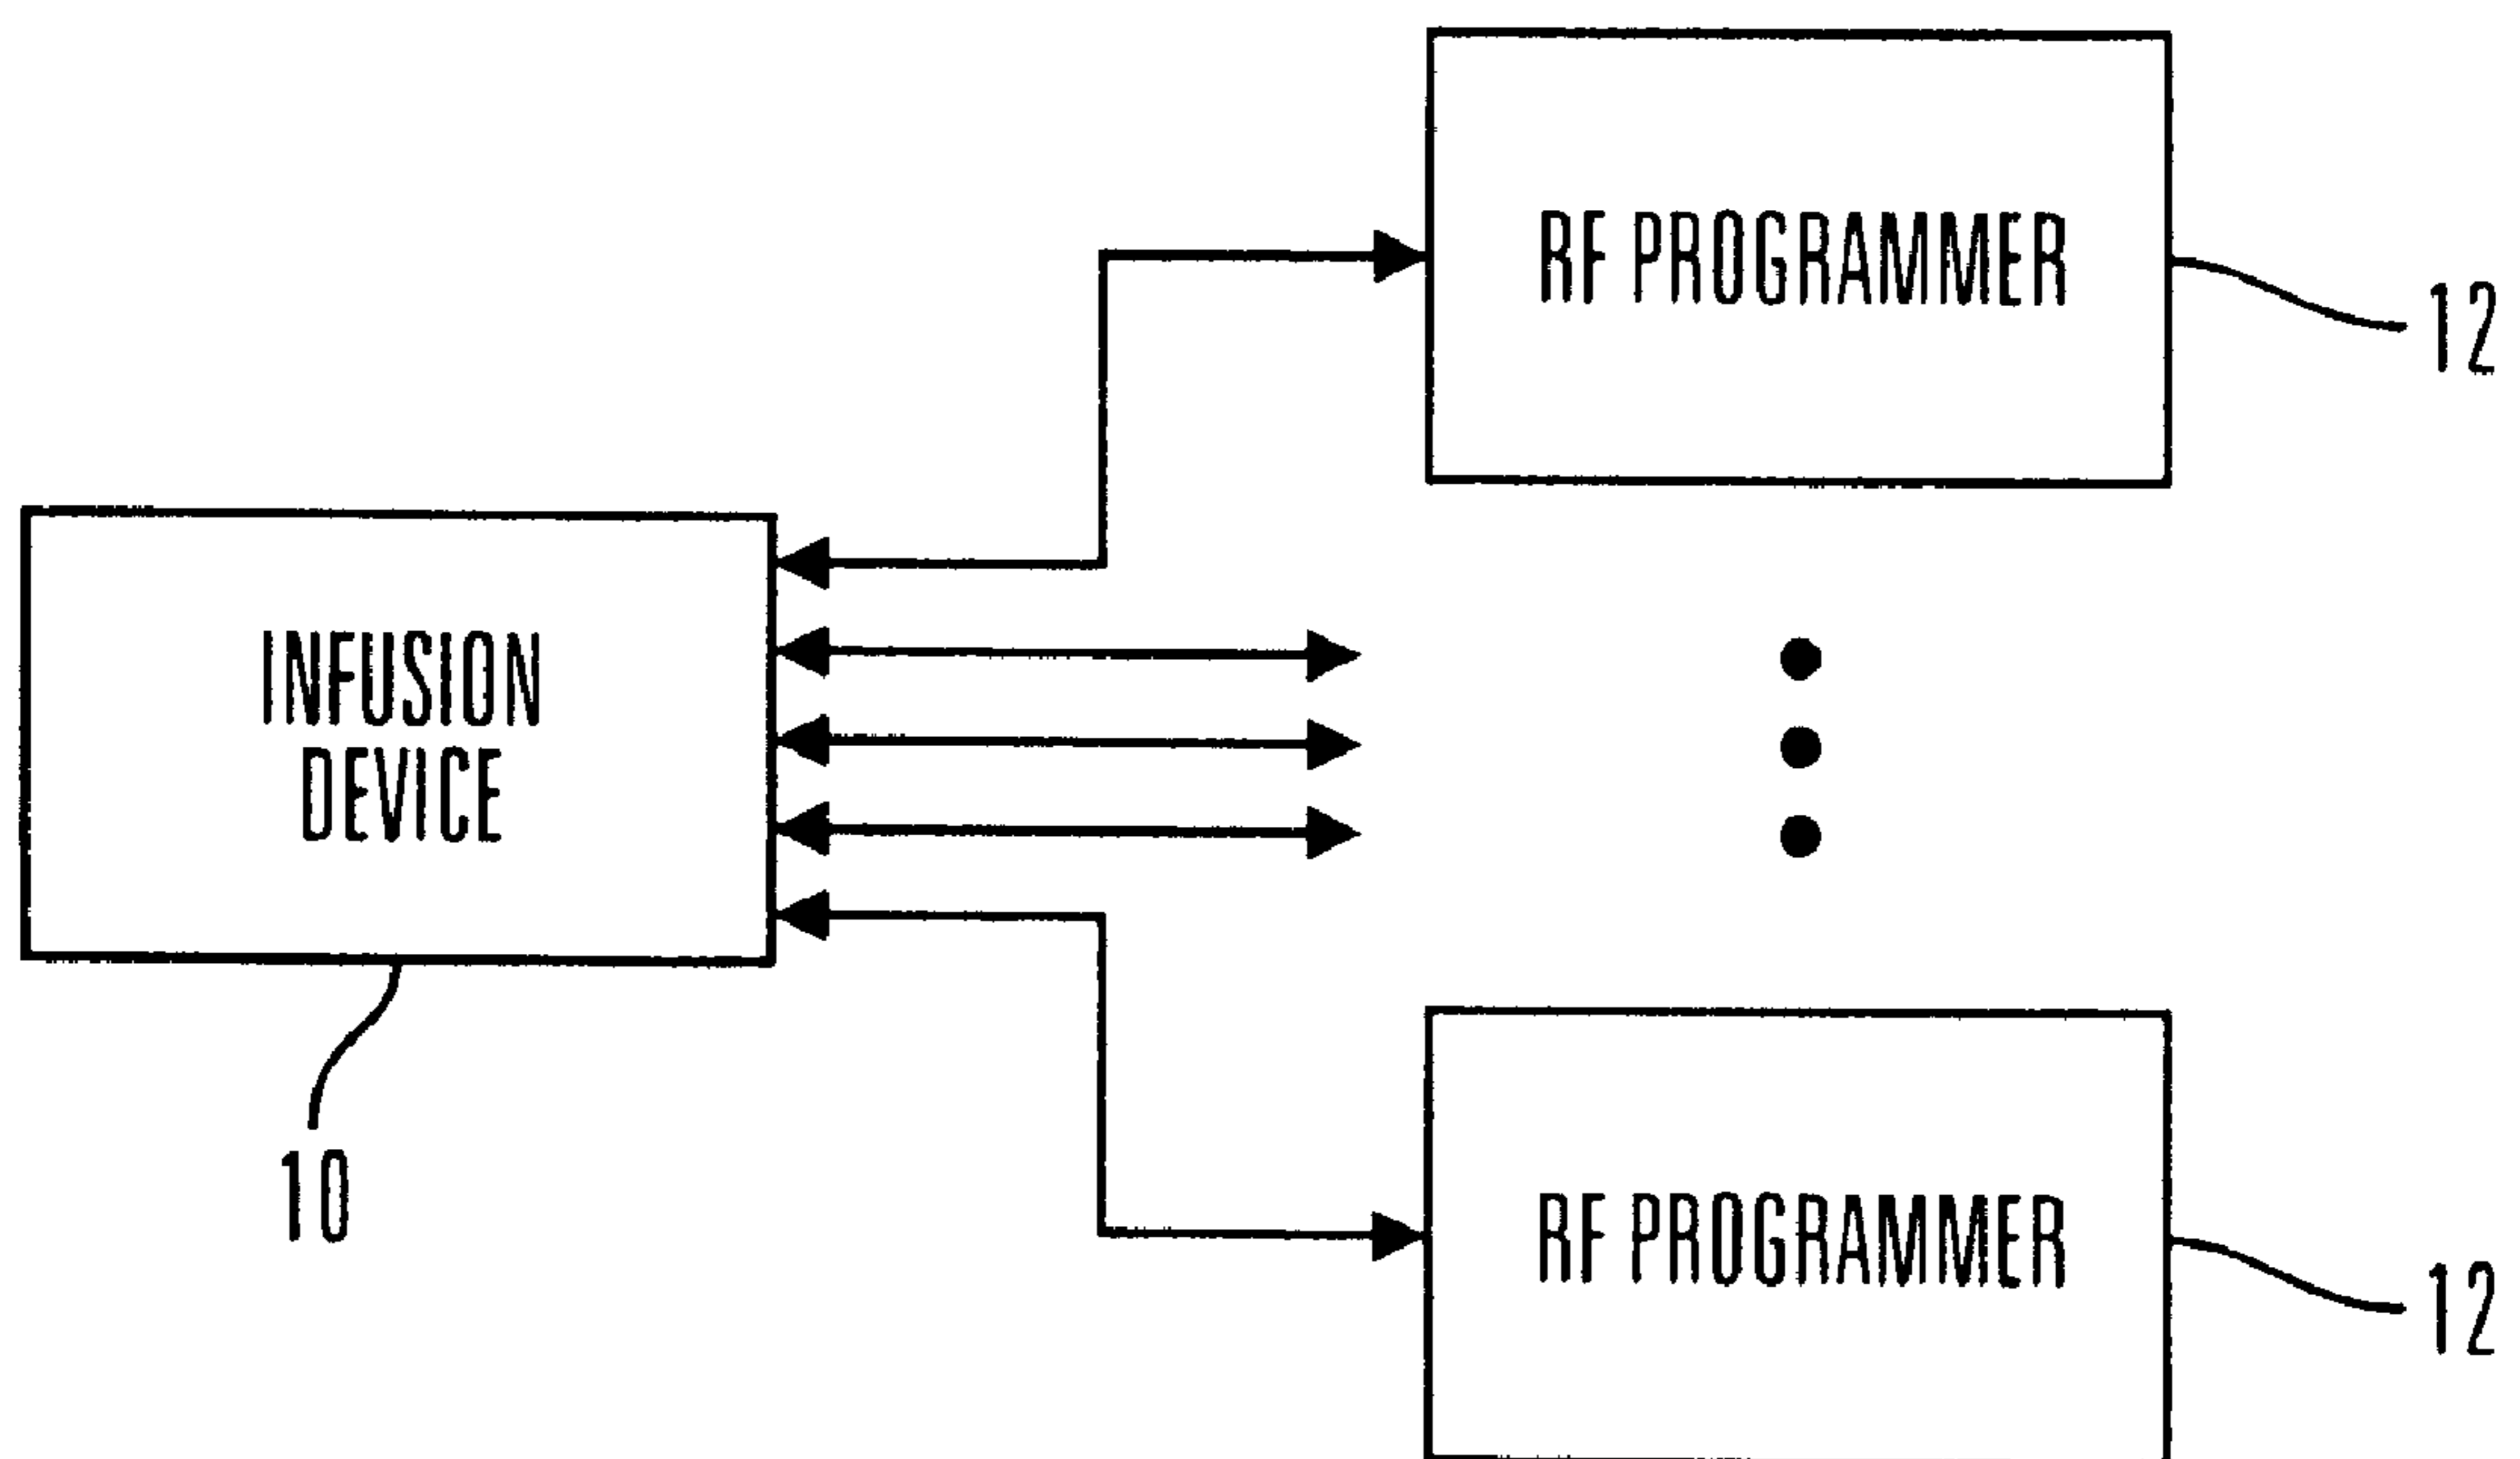 RF PROGRAMMER
12
INFUSION
DEVICE
10
RF PROGRAMMER
12